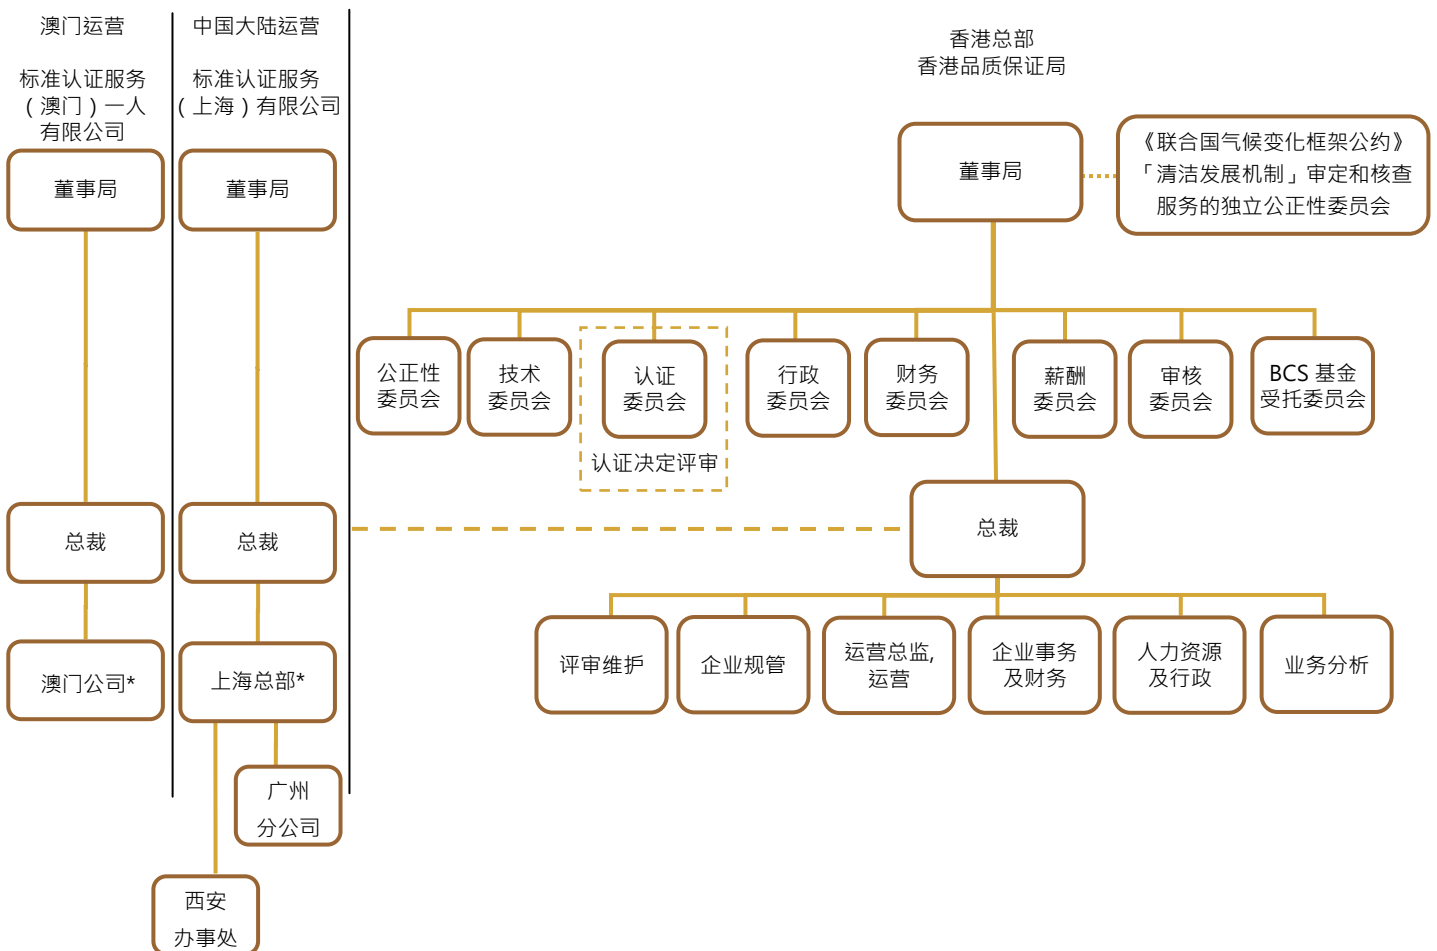 澳门运营
标准认证服务
（澳门）一人
有限公司
董事局
总裁
澳门公司*
中国大陆运营
标准认证服务
（上海）有限公司
董事局
总裁
上海总部*
广州
分公司
西安
办事处
香港总部
香港品质保证局
董事局
《联合国气候变化框架公约》
「清洁发展机制」审定和核查
服务的独立公正性委员会
公正性
委员会
技术
委员会
认证
委员会
认证决定评审
行政
委员会
财务
委员会
薪酬
委员会
审核
委员会
BCS 基金
受托委员会
总裁
评审维护
企业规管
运营总监,
运营
企业事务
及财务
人力资源
及行政
业务分析